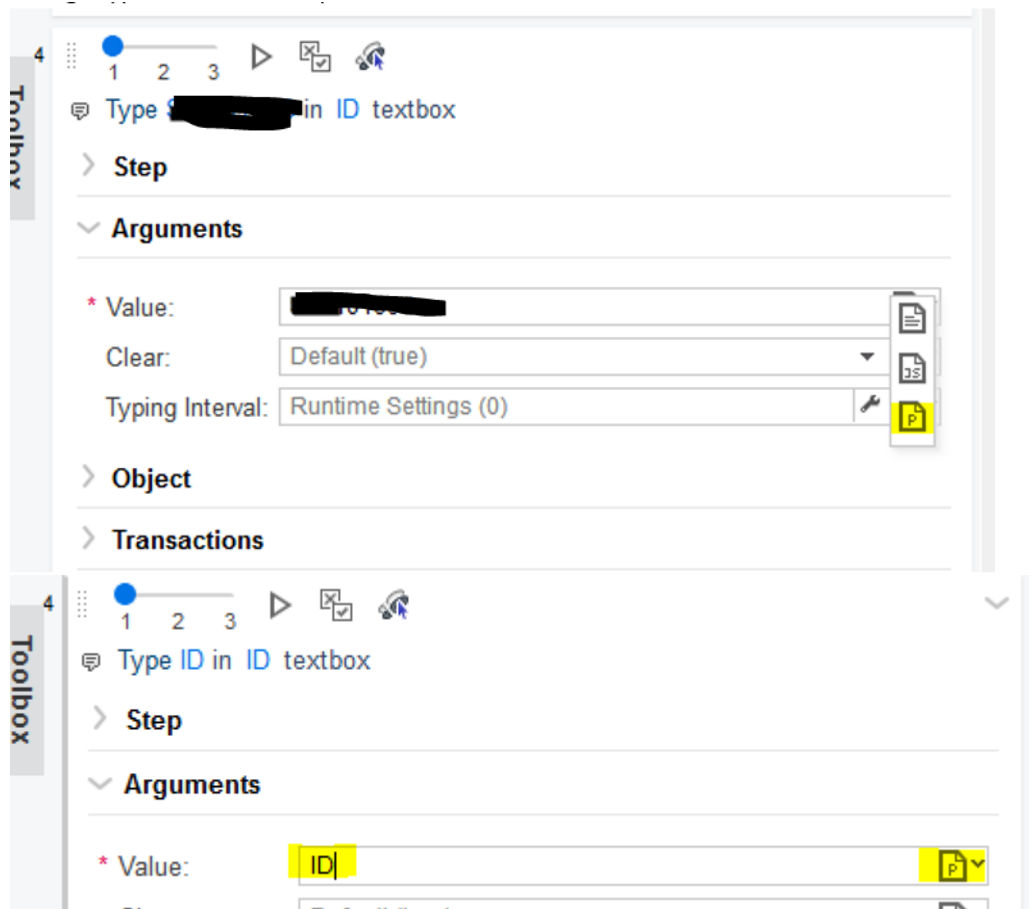 4
1 2 3
Toolbox
Type in ID textbox
Step
Arguments
* Value:
Clear: Default (true)
JS
Typing Interval: Runtime Settings (0)
P
Object
Transactions
4
1 2 3
Toolbox
Type ID in ID textbox
Step
Arguments
* Value: ID P